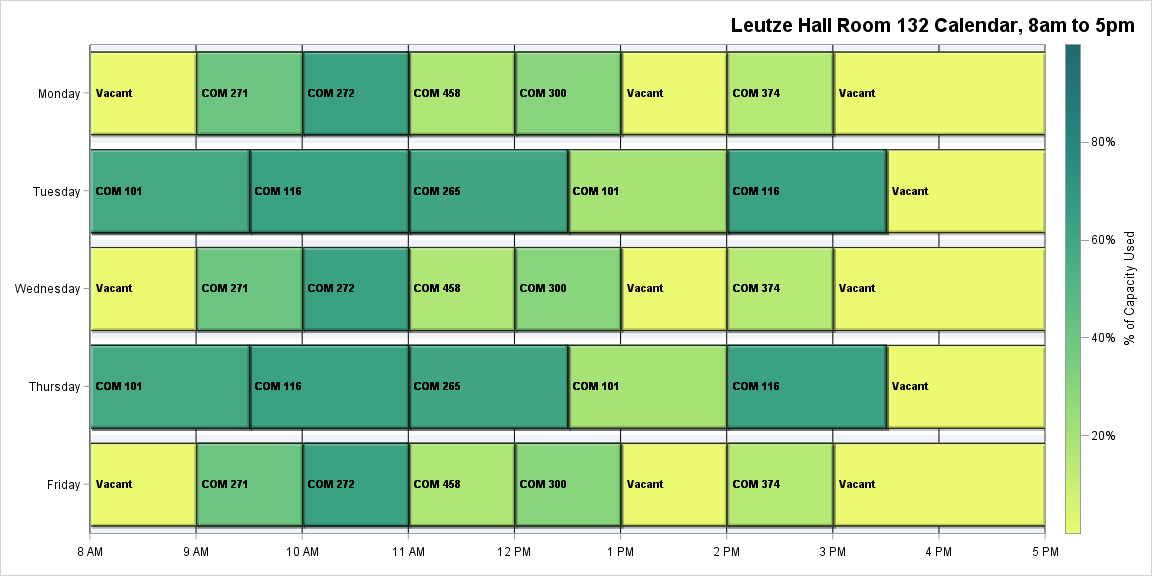 Leutze Hall Room 132 Calendar, 8am to 5pm
Monday
Vacant
COM 271
COM 272
COM 458
COM 300
Vacant
COM 374
Vacant
Tuesday
COM 101
COM 116
COM 265
COM 101
COM 116
Vacant
Wednesday
Vacant
COM 271
COM 272
COM 458
COM 300
Vacant
COM 374
Vacant
Thursday
COM 101
COM 116
COM 265
COM 101
COM 116
Vacant
Friday
Vacant
COM 271
COM 272
COM 458
COM 300
Vacant
COM 374
Vacant
8 AM
9 AM
10 AM
11 AM
12 PM
1 PM
2 PM
3 PM
4 PM
5 PM
80%
60%
40%
20%
% of Capacity Used